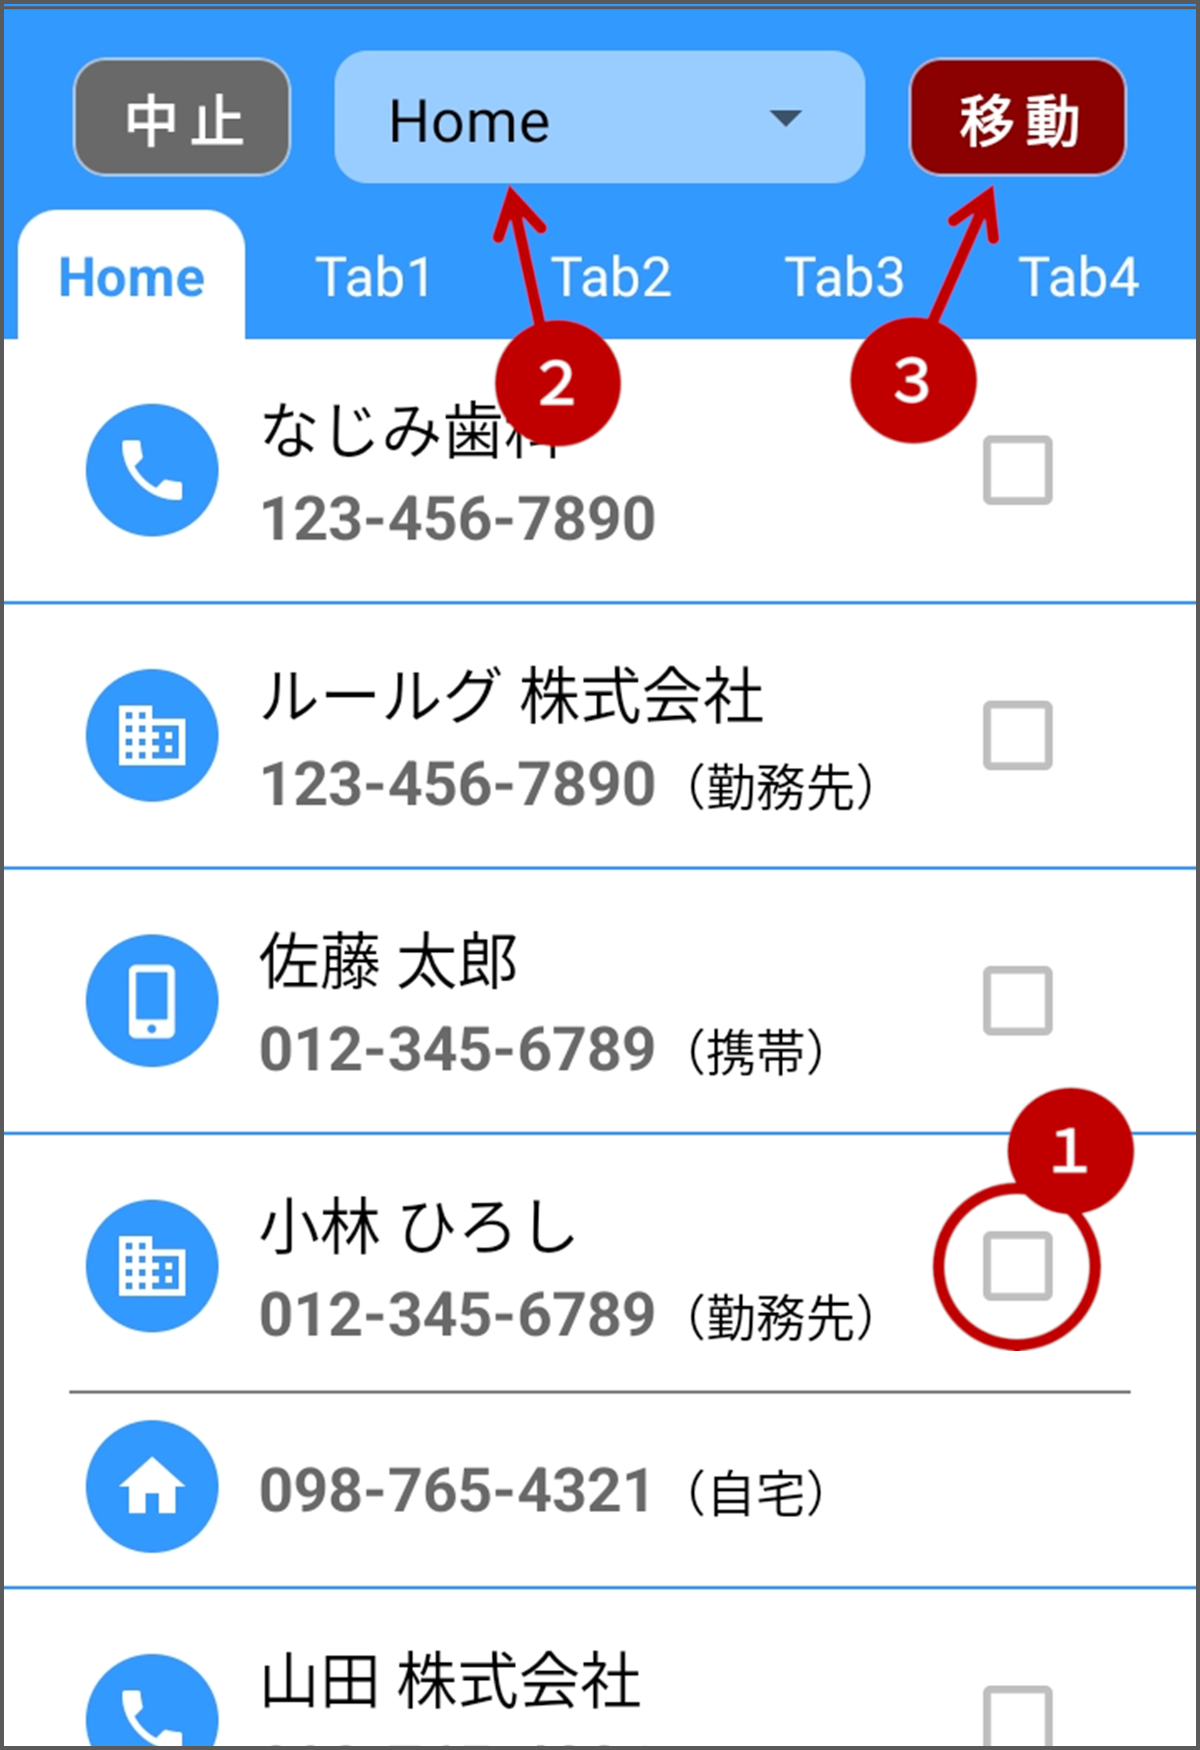 中止 Home 移動
Home Tab1 Tab2 Tab3 Tab4
2 3
なじみ歯科
123-456-7890
ルールグ 株式会社
123-456-7890（勤務先）
佐藤 太郎
012-345-6789（携帯）
1
小林 ひろし
012-345-6789（勤務先）
098-765-4321（自宅）
山田 株式会社